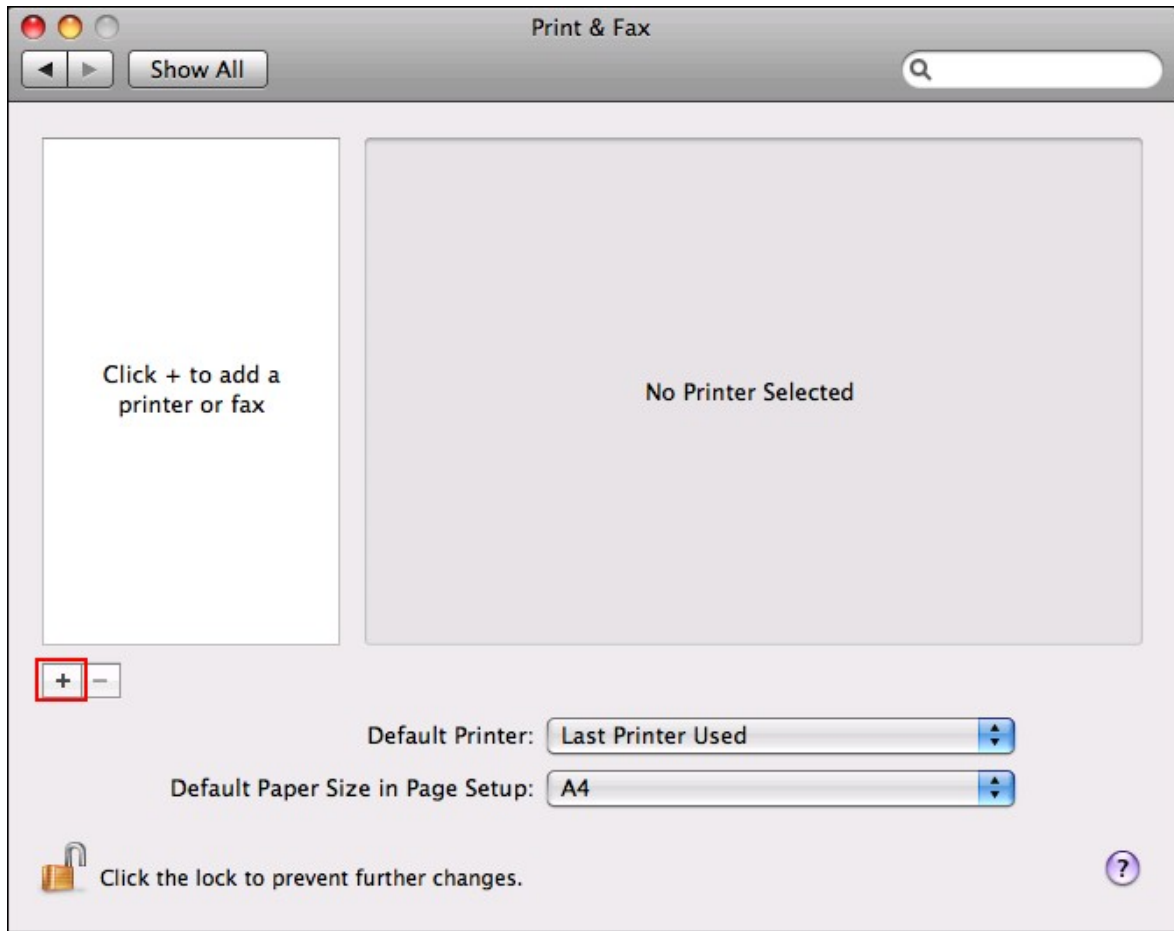 Print & Fax
Show All
Click + to add a
printer or fax
No Printer Selected
+ −
Default Printer: Last Printer Used
Default Paper Size in Page Setup: A4
Click the lock to prevent further changes.
?